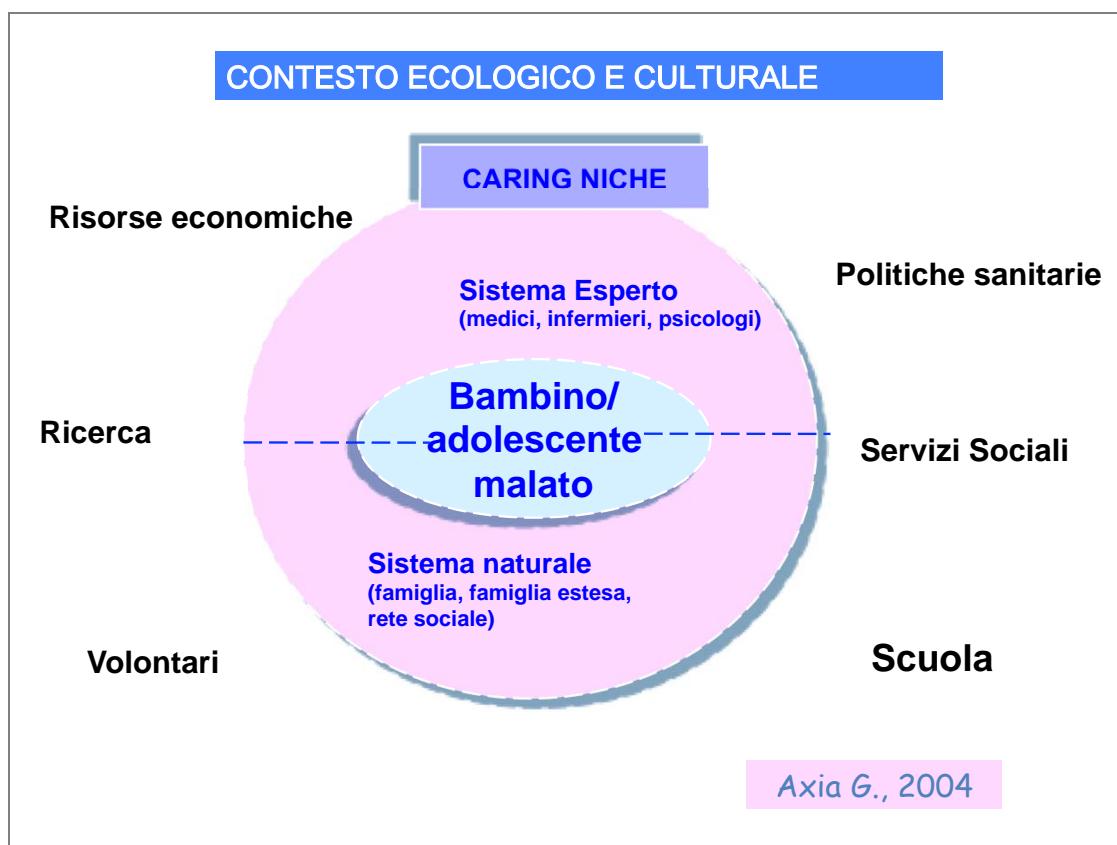 CONTESTO ECOLOGICO E CULTURALE
CARING NICHE
Risorse economiche
Politiche sanitarie
Sistema Esperto
(medici, infermieri, psicologi)
Bambino/
adolescente
malato
Ricerca
Servizi Sociali
Sistema naturale
(famiglia, famiglia estesa,
rete sociale)
Volontari
Scuola
Axia G., 2004